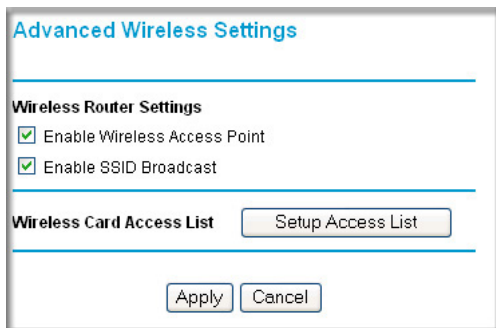 Advanced Wireless Settings
Wireless Router Settings
Enable Wireless Access Point
Enable SSID Broadcast
Wireless Card Access List Setup Access List
Apply Cancel